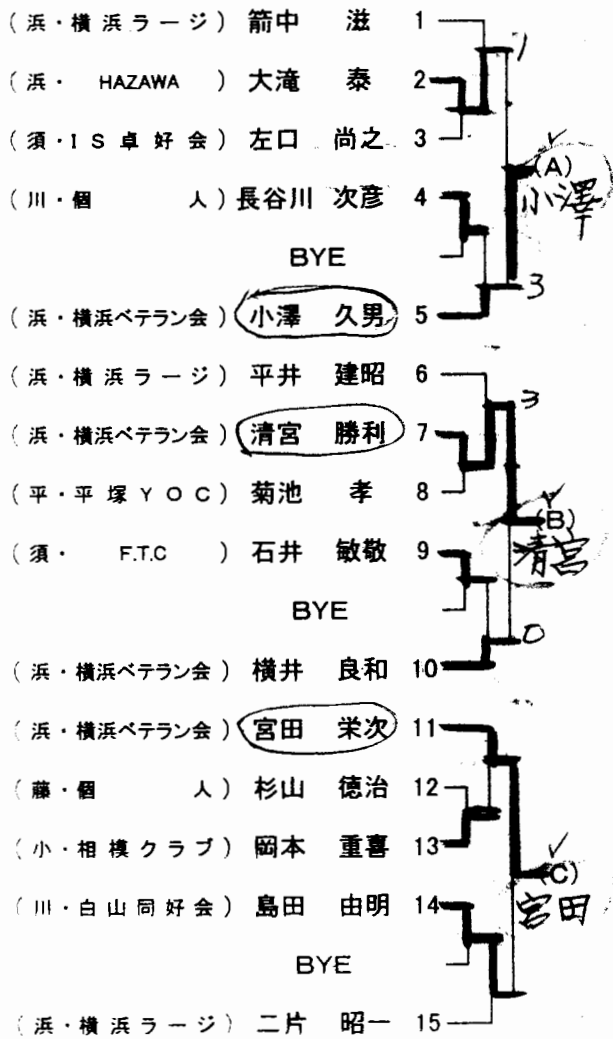 (浜・横浜ラージ) 箭中 滋 1
7
(浜・ HAZAWA ) 大滝 泰 2
(須・IS卓好会) 左口 尚之 3
(A)
小澤
(川・個 人) 長谷川 次彦 4
BYE
3
(浜・横浜ベテラン会) 小澤 久男 5
(浜・横浜ラージ) 平井 建昭 6
3
(浜・横浜ベテラン会) 清宮 勝利 7
(平・平塚YOC) 菊池 孝 8
(B)
清宮
(須・ F.T.C ) 石井 敏敬 9
BYE
0
(浜・横浜ベテラン会) 横井 良和 10
(浜・横浜ベテラン会) 宮田 栄次 11
(藤・個 人) 杉山 徳治 12
(小・相模クラブ) 岡本 重喜 13
(C)
宮田
(川・白山同好会) 島田 由明 14
BYE
(浜・横浜ラージ) 二片 昭一 15